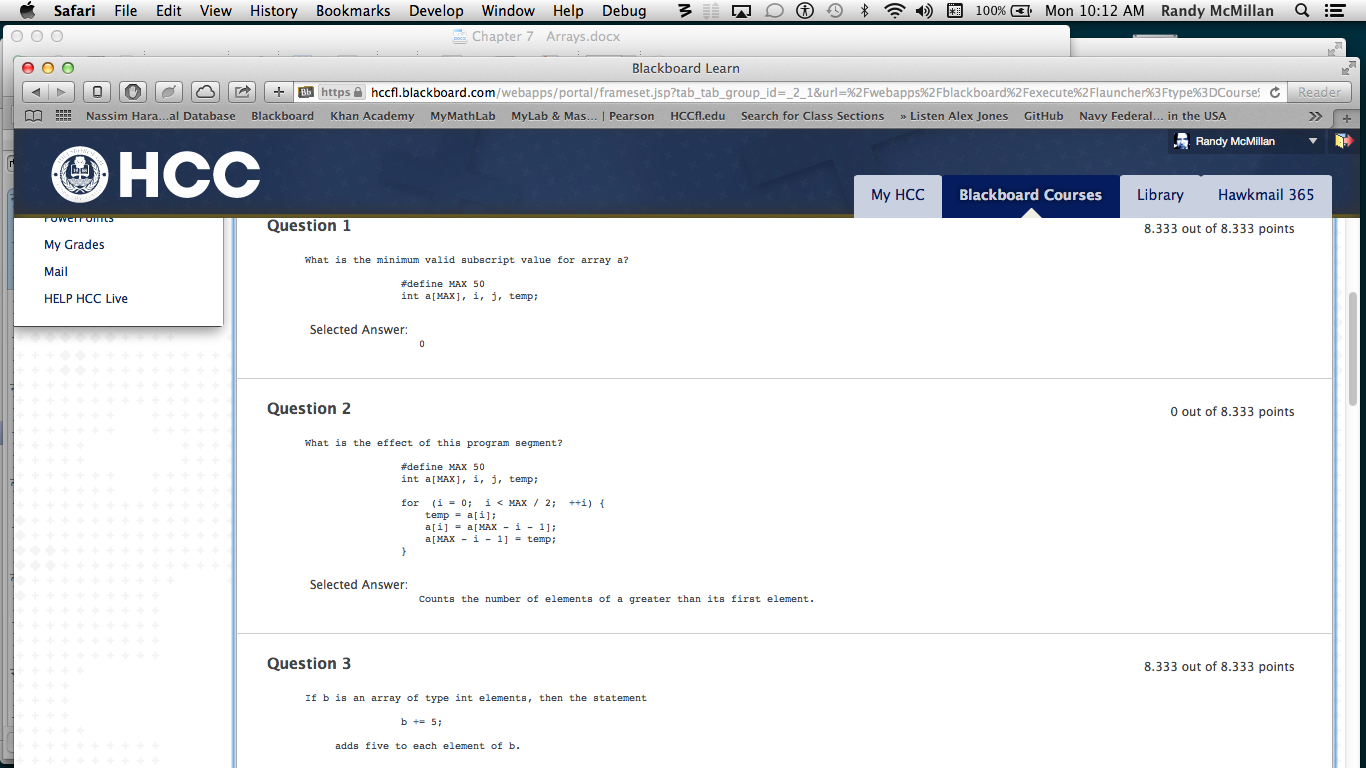 Safari File Edit View History Bookmarks Develop Window Help Debug 100% Mon 10:12 AM Randy McMillan
Chapter 7 Arrays.docx
Blackboard Learn
Bb https hccfl.blackboard.com/webapps/portal/frameset.jsp?tab_tab_group_id=_2_1&url=%2Fwebapps%2Fblackboard%2Fexecute%2Flauncher%3Ftype%3DCourse Reader
Nassim Hara...al Database Blackboard Khan Academy MyMathLab MyLab & Mas... | Pearson HCCfl.edu Search for Class Sections » Listen Alex Jones GitHub Navy Federal... in the USA
Randy McMillan
HCC
My HCC Blackboard Courses Library Hawkmail 365
PowerPoints
My Grades
Mail
HELP HCC Live
Question 1 8.333 out of 8.333 points
What is the minimum valid subscript value for array a?
#define MAX 50
int a[MAX], i, j, temp;
Selected Answer:
0
Question 2 0 out of 8.333 points
What is the effect of this program segment?
#define MAX 50
int a[MAX], i, j, temp;
for (i = 0; i < MAX / 2; ++i) {
temp = a[i];
a[i] = a[MAX - i - 1];
a[MAX - i - 1] = temp;
}
Selected Answer:
Counts the number of elements of a greater than its first element.
Question 3 8.333 out of 8.333 points
If b is an array of type int elements, then the statement
b += 5;
adds five to each element of b.